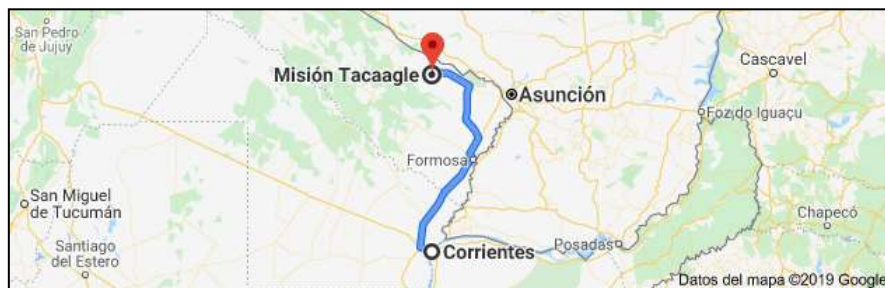 San Pedro
de Jujuy
Misión Tacaagle
Asunción
Cascavel
Foz do Iguaçu
Formosa
San Miguel
de Tucumán
Chapecó
Santiago
del Estero
Corrientes
Posadas
Datos del mapa ©2019 Google